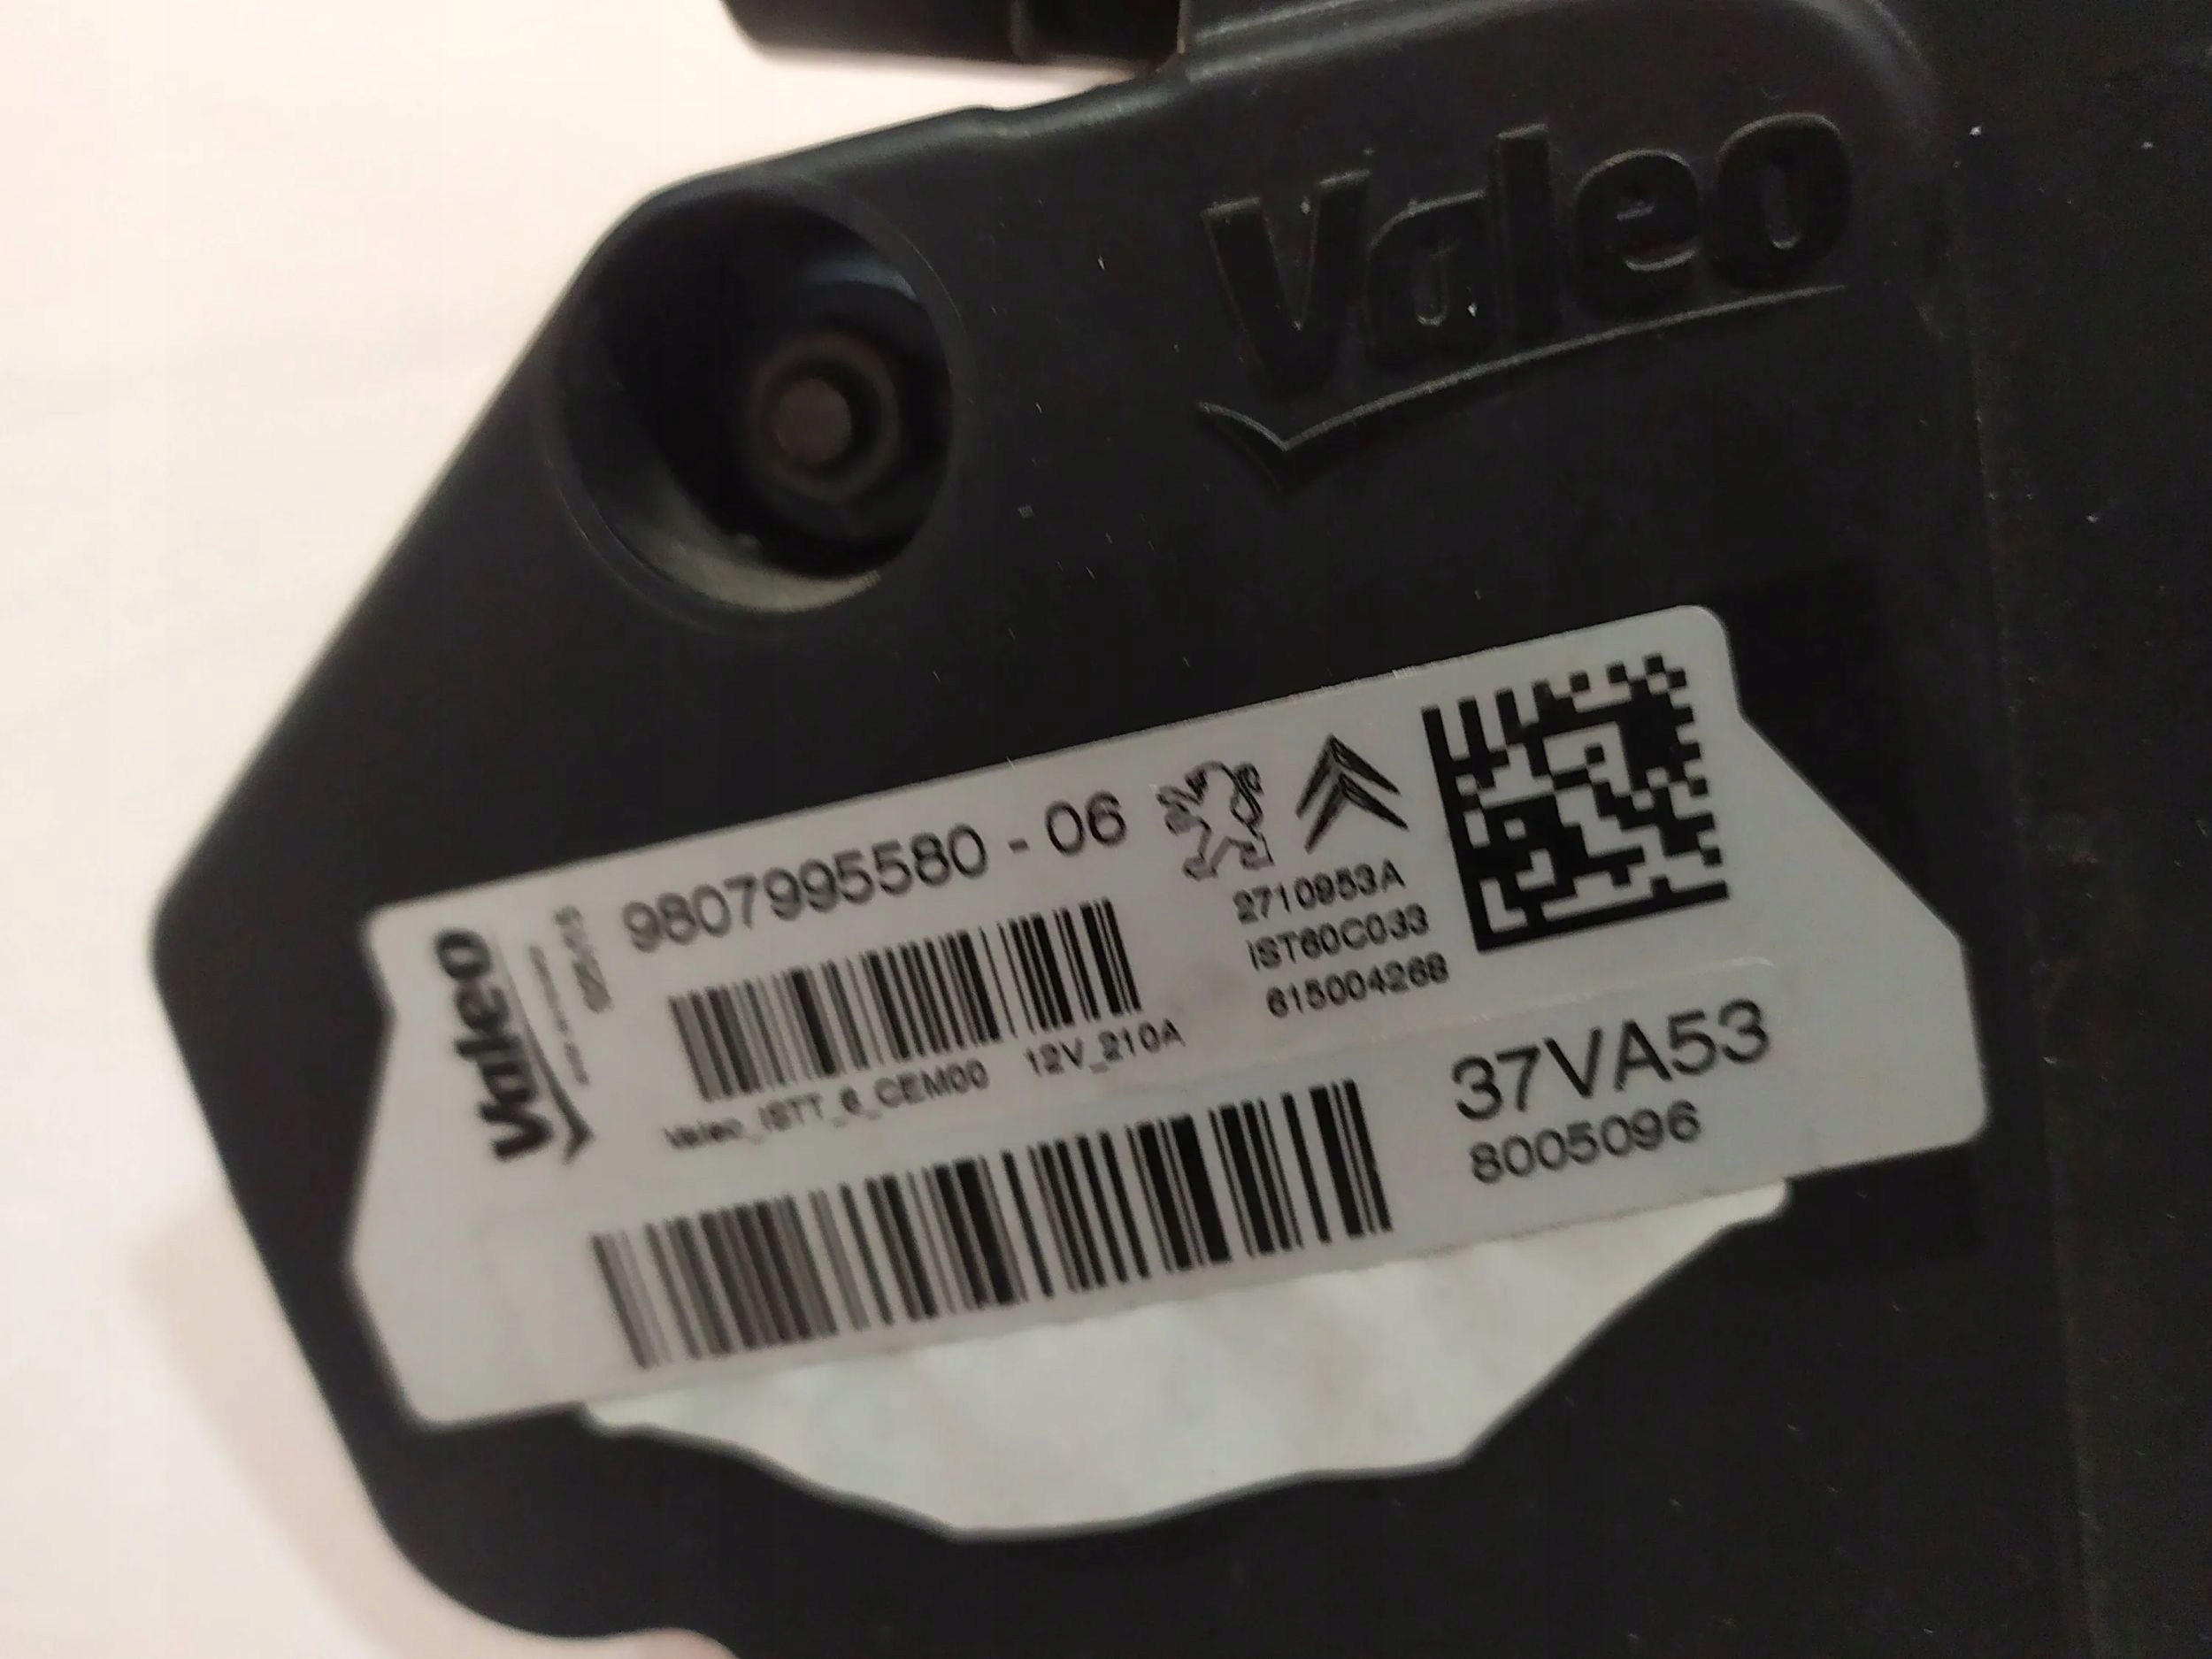 Valeo
Valeo
9807995580 - 06
2710953A
IST60C033
615004268
Valeo_ISTT_6_CEM00 12V_210A
37VA53
8005096